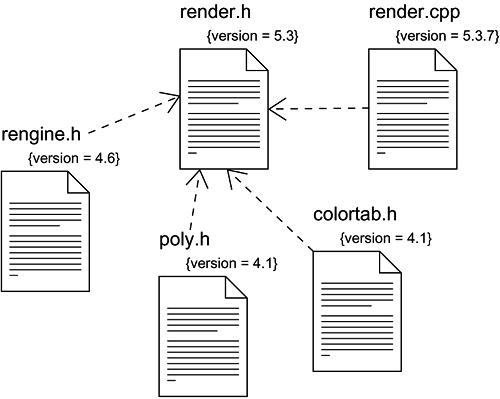 render.h
{version = 5.3}
render.cpp
{version = 5.3.7}
rengine.h
{version = 4.6}
poly.h
{version = 4.1}
colortab.h
{version = 4.1}